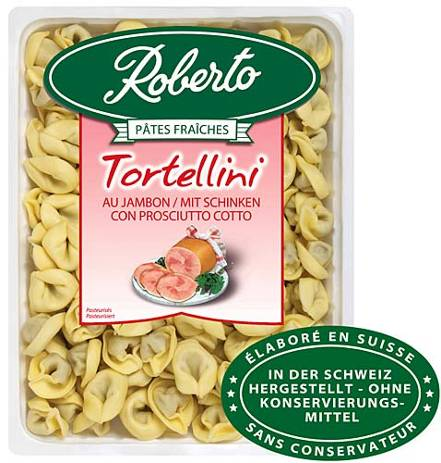 Roberto
PÂTES FRAÎCHES
Tortellini
AU JAMBON / MIT SCHINKEN
CON PROSCIUTTO COTTO
Pasteurisés
Pasteurisiert
ÉLABORÉ EN SUISSE
IN DER SCHWEIZ
HERGESTELLT - OHNE
KONSERVIERUNGS-
MITTEL
SANS CONSERVATEUR